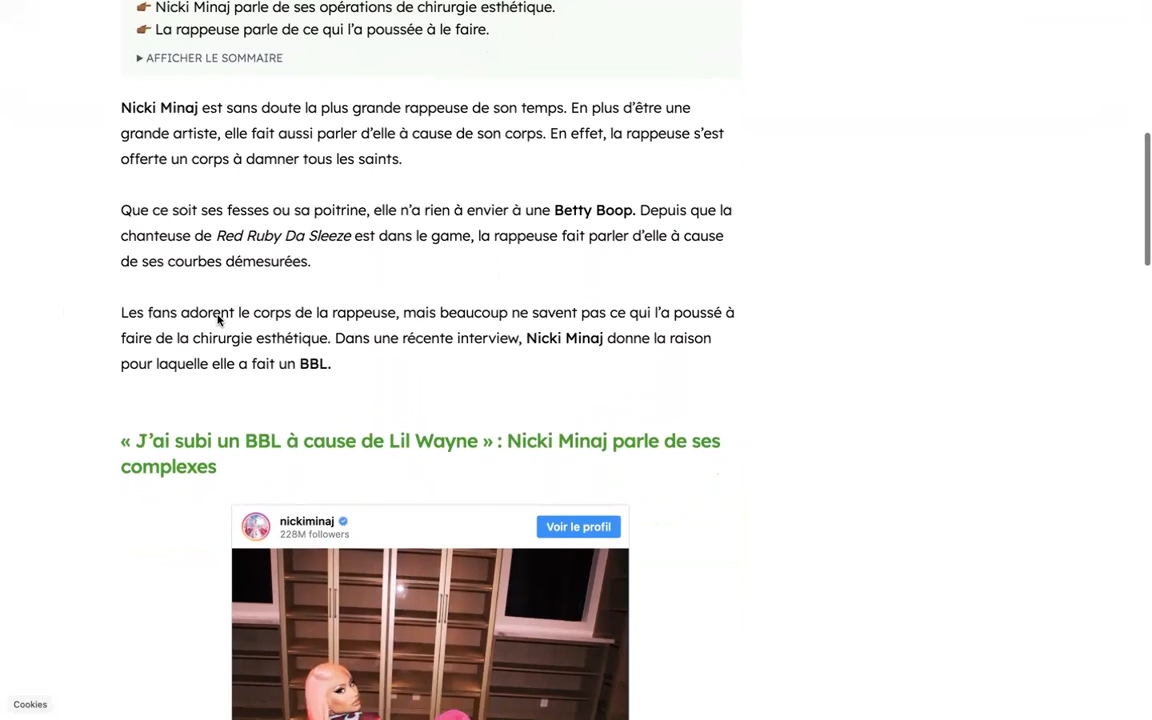 Nicki Minaj parle de ses opérations de chirurgie esthétique.
La rappeuse parle de ce qui l’a poussée à le faire.
AFFICHER LE SOMMAIRE
Nicki Minaj est sans doute la plus grande rappeuse de son temps. En plus d’être une
grande artiste, elle fait aussi parler d’elle à cause de son corps. En effet, la rappeuse s’est
offerte un corps à damner tous les saints.
Que ce soit ses fesses ou sa poitrine, elle n’a rien à envier à une Betty Boop. Depuis que la
chanteuse de Red Ruby Da Sleeze est dans le game, la rappeuse fait parler d’elle à cause
de ses courbes démesurées.
Les fans adorent le corps de la rappeuse, mais beaucoup ne savent pas ce qui l’a poussé à
faire de la chirurgie esthétique. Dans une récente interview, Nicki Minaj donne la raison
pour laquelle elle a fait un BBL.
« J’ai subi un BBL à cause de Lil Wayne » : Nicki Minaj parle de ses
complexes
nickiminaj
228M followers
Voir le profil
Cookies